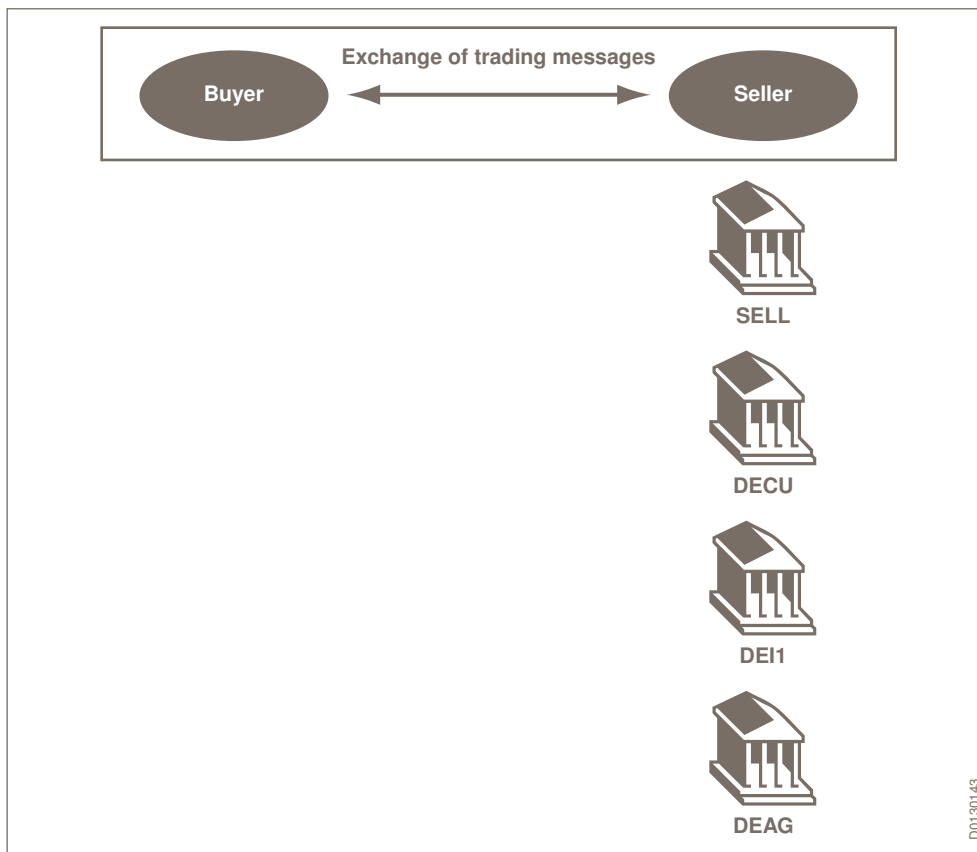 Exchange of trading messages
Buyer
Seller
SELL
DECU
DEI1
DEAG
D0130143